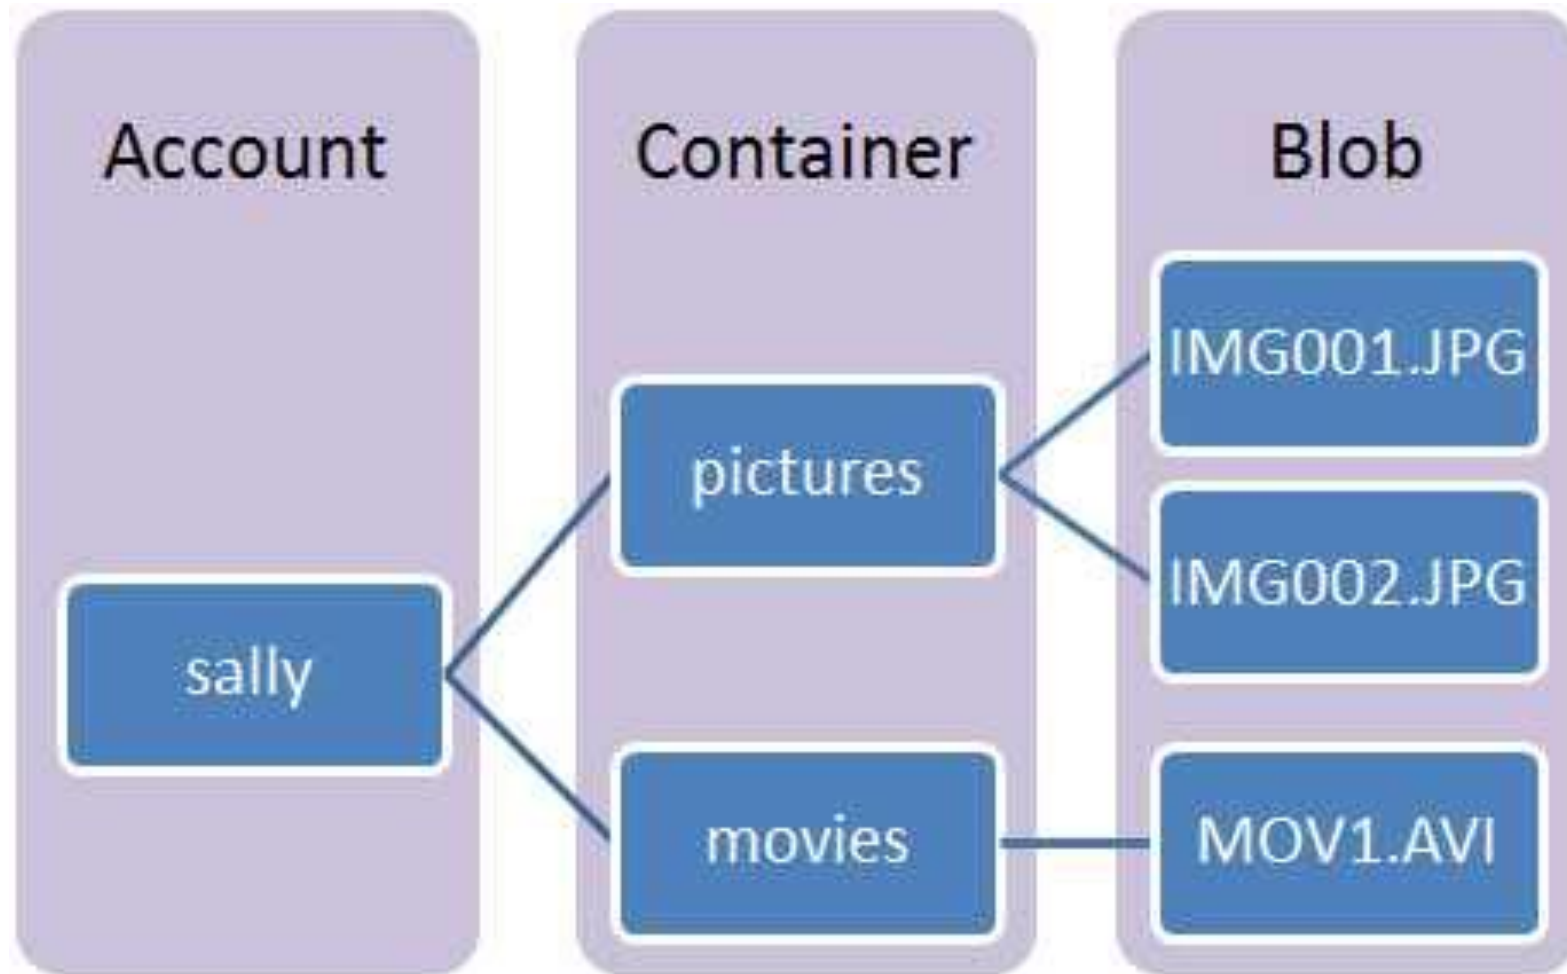 Account
Container
Blob
IMG001.JPG
pictures
IMG002.JPG
sally
movies
MOV1.AVI